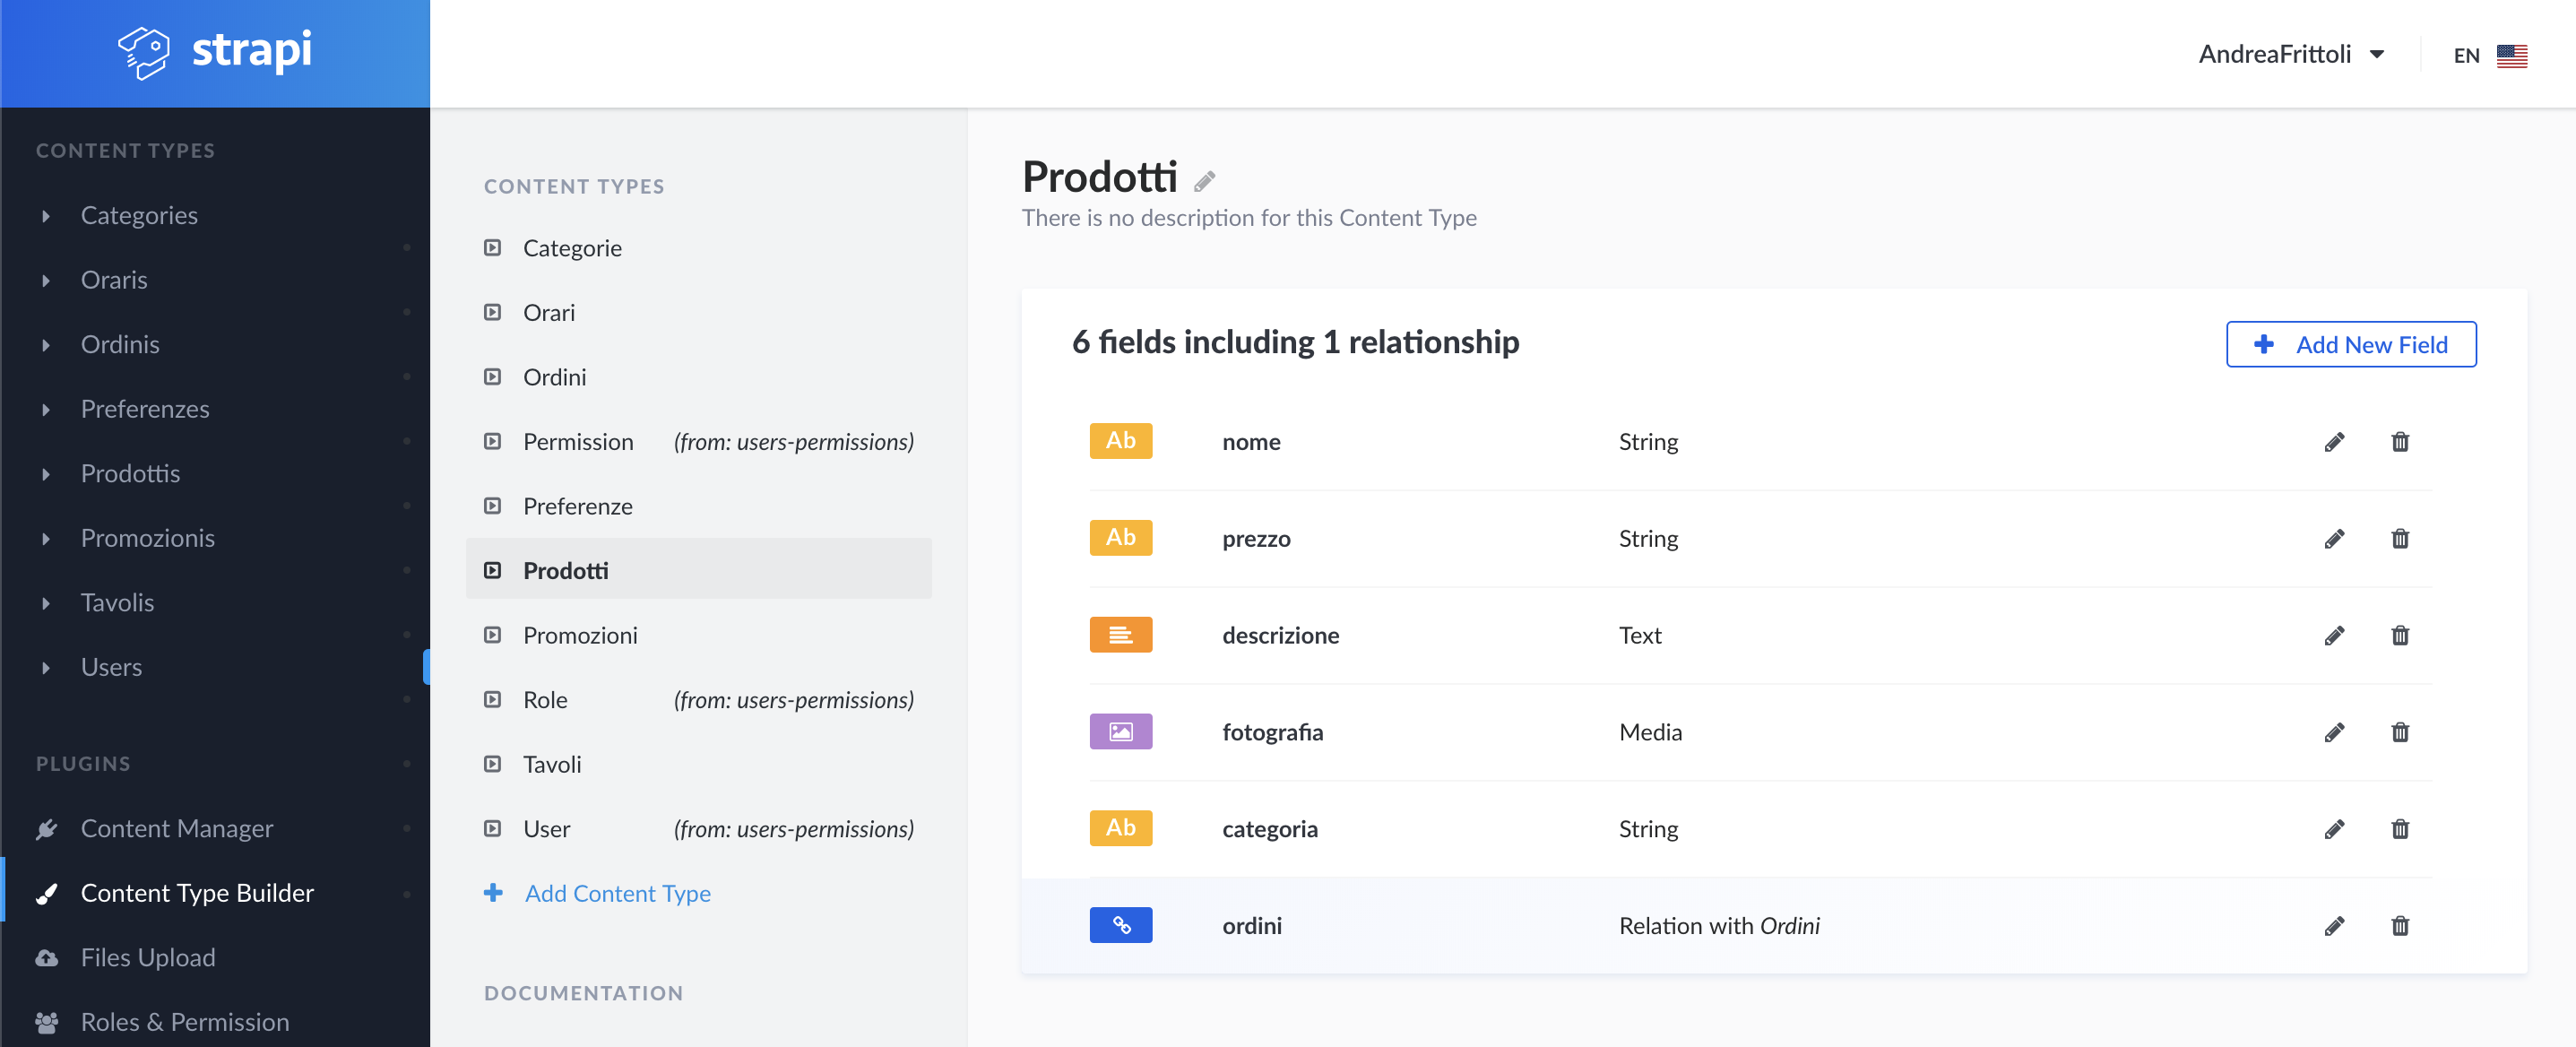 strapi
AndreaFrittoli
EN
CONTENT TYPES
Categories
Oraris
Ordinis
Preferenzes
Prodottis
Promozionis
Tavolis
Users
PLUGINS
Content Manager
Content Type Builder
Files Upload
Roles & Permission
CONTENT TYPES
Categorie
Orari
Ordini
Permission (from: users-permissions)
Preferenze
Prodotti
Promozioni
Role (from: users-permissions)
Tavoli
User (from: users-permissions)
Add Content Type
DOCUMENTATION
Prodotti
There is no description for this Content Type
6 fields including 1 relationship
Add New Field
Ab nome String
Ab prezzo String
descrizione Text
fotografia Media
Ab categoria String
ordini Relation with Ordini